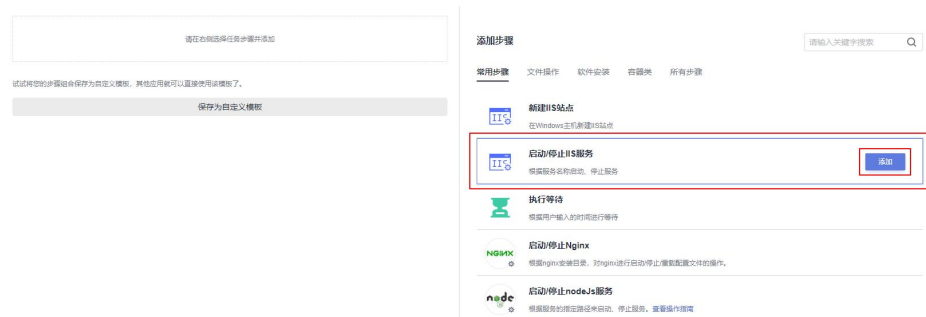 请在右侧选择任务步骤并添加
试试将您的步骤组合保存为自定义模板，其他应用就可以直接使用该模板了。
保存为自定义模板
添加步骤
请输入关键字搜索
常用步骤 文件操作 软件安装 容器类 所有步骤
IIS
新建IIS站点
在Windows主机新建IIS站点
IIS
启动/停止IIS服务
根据服务名称启动、停止服务
添加
执行等待
根据用户输入的时间进行等待
NGINX
启动/停止Nginx
根据nginx安装目录，对nginx进行启动/停止/重载配置文件的操作。
node
启动/停止nodeJs服务
根据服务的指定路径来启动、停止服务。查看操作指南